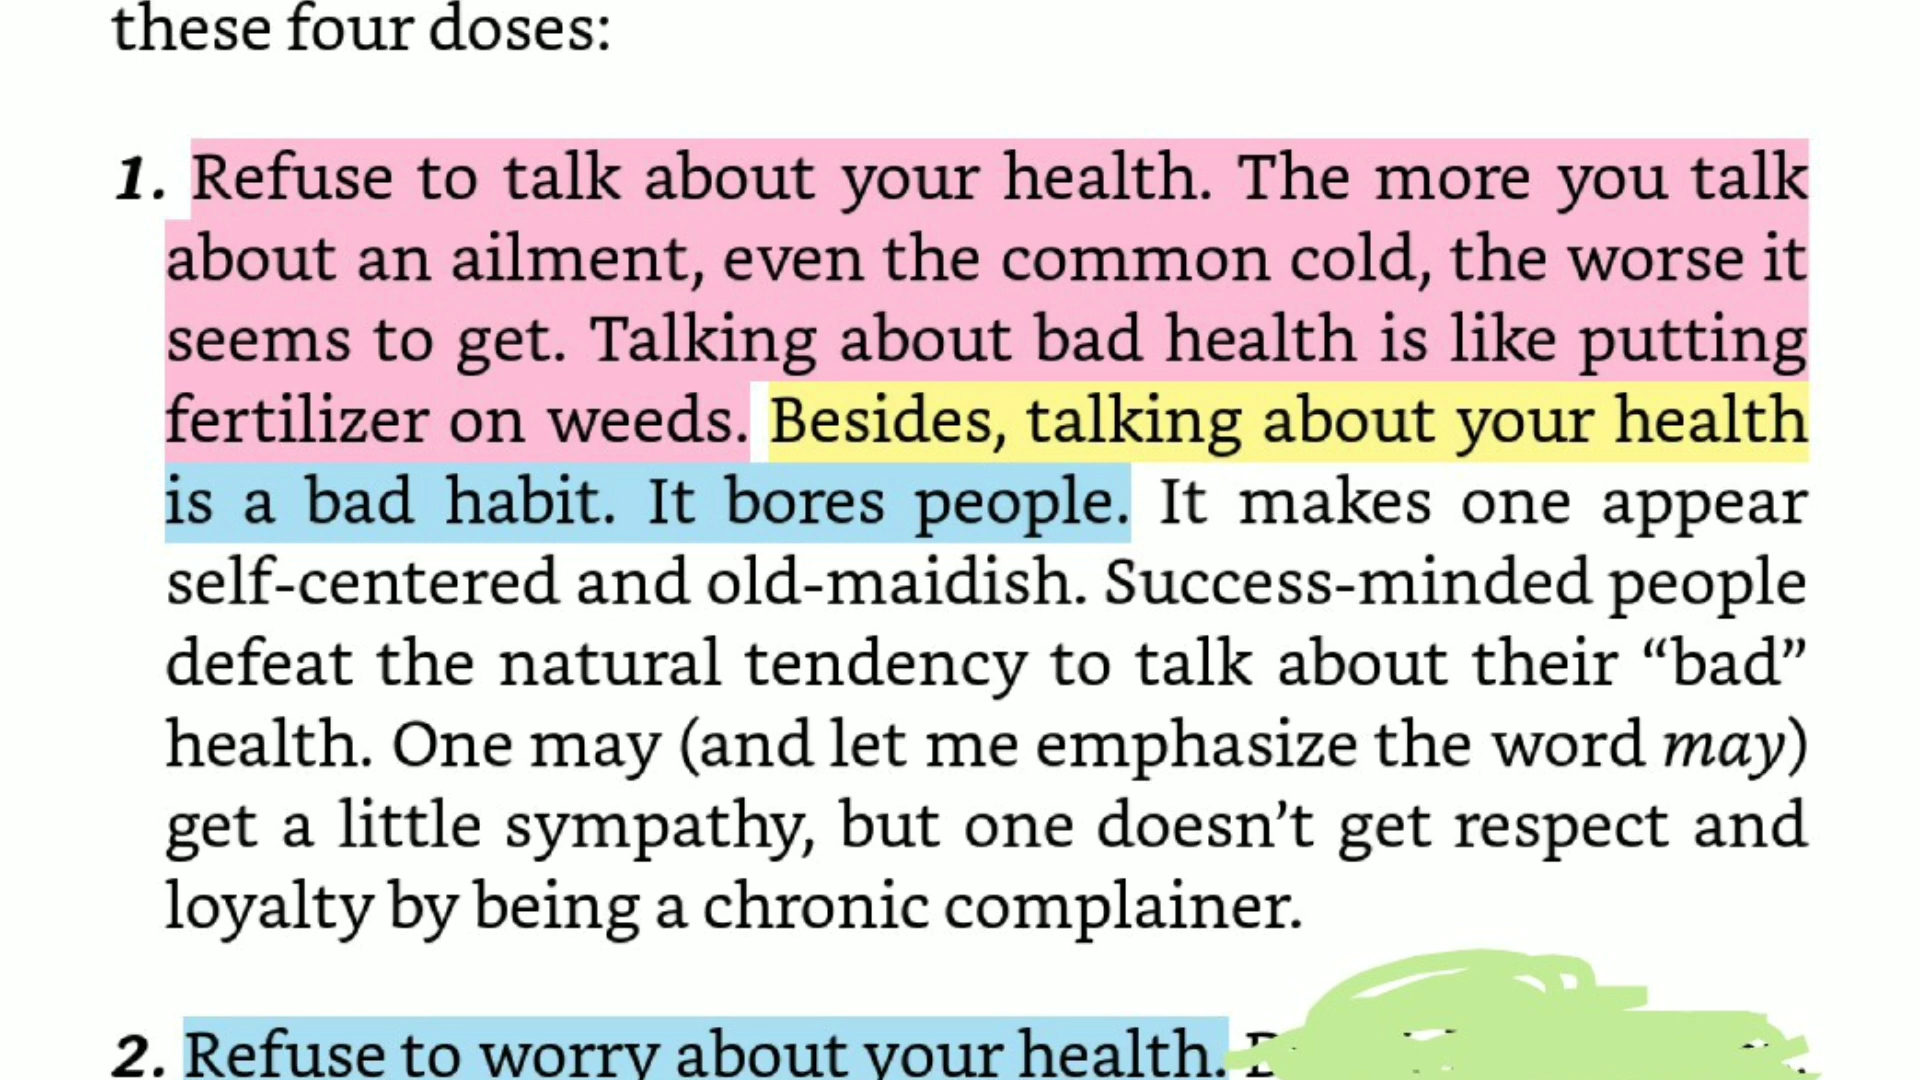 these four doses:
1. Refuse to talk about your health. The more you talk
about an ailment, even the common cold, the worse it
seems to get. Talking about bad health is like putting
fertilizer on weeds. Besides, talking about your health
is a bad habit. It bores people. It makes one appear
self-centered and old-maidish. Success-minded people
defeat the natural tendency to talk about their “bad”
health. One may (and let me emphasize the word may)
get a little sympathy, but one doesn’t get respect and
loyalty by being a chronic complainer.
2. Refuse to worry about your health.